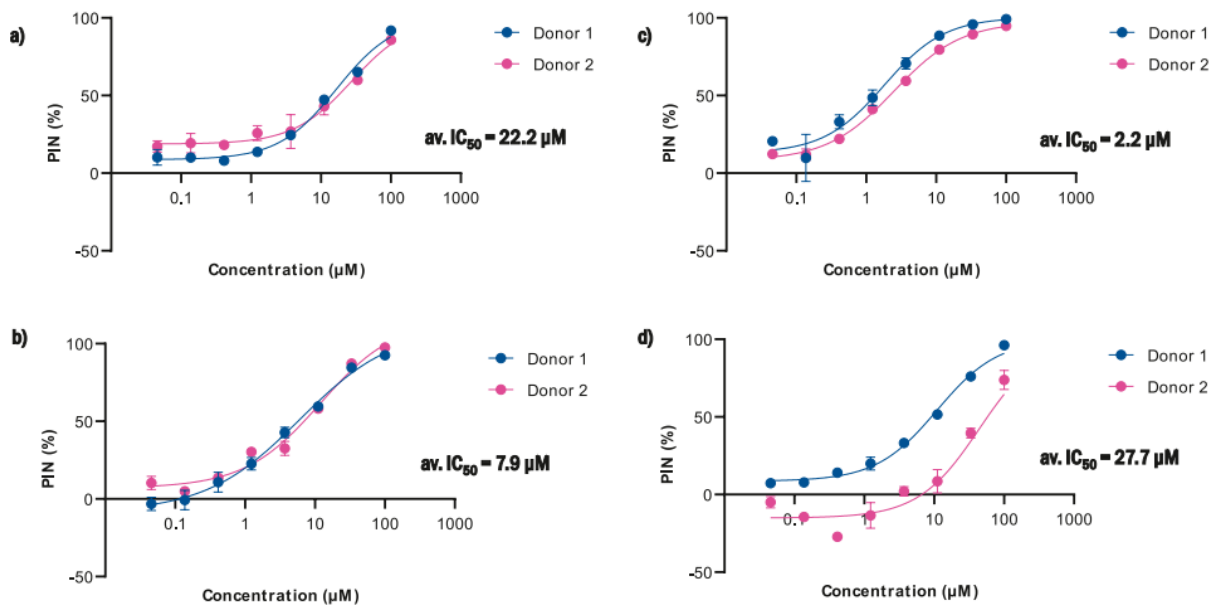 a)
100
50
0
-50
PIN (%)
0.1 1 10 100 1000
Concentration (µM)
Donor 1
Donor 2
av. IC50 = 22.2 µM
c)
100
50
0
-50
PIN (%)
0.1 1 10 100 1000
Concentration (µM)
Donor 1
Donor 2
av. IC50 = 2.2 µM
b)
100
50
0
-50
PIN (%)
0.1 1 10 100 1000
Concentration (µM)
Donor 1
Donor 2
av. IC50 = 7.9 µM
d)
100
50
0
-50
PIN (%)
0.1 1 10 100 1000
Concentration (µM)
Donor 1
Donor 2
av. IC50 = 27.7 µM